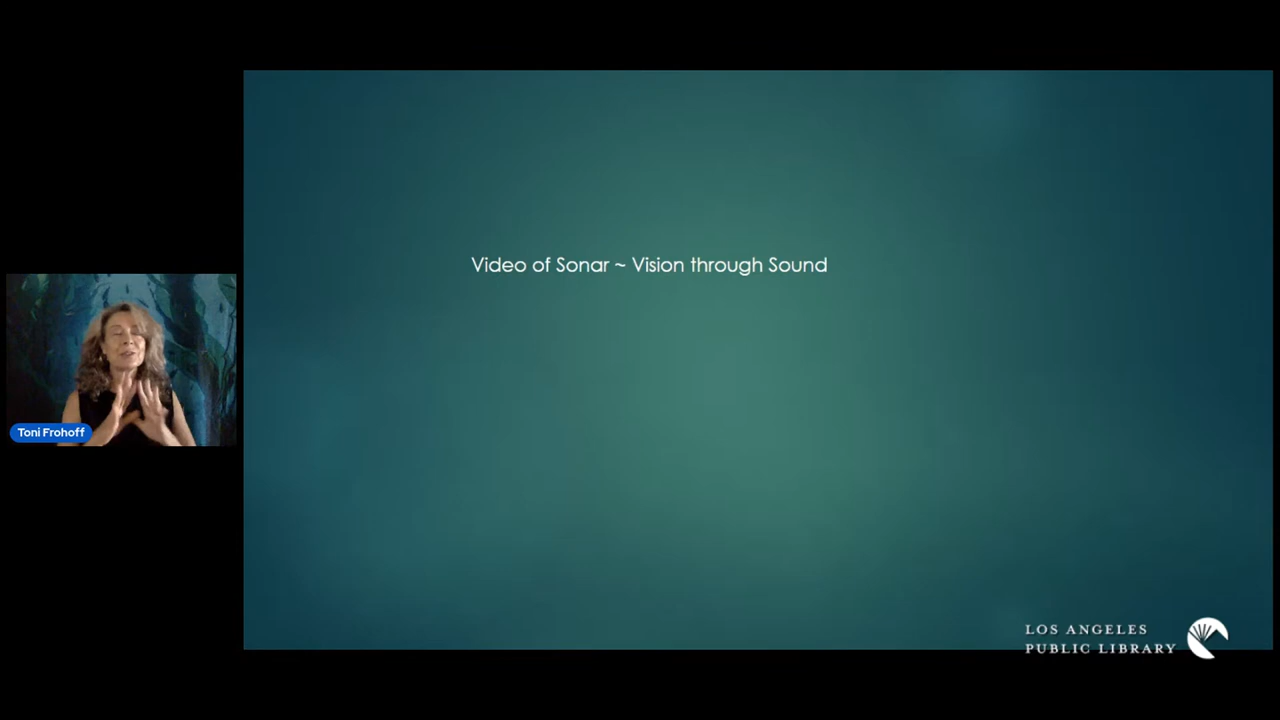 Video of Sonar ~ Vision through Sound
Toni Frohoff
LOS ANGELES
PUBLIC LIBRARY